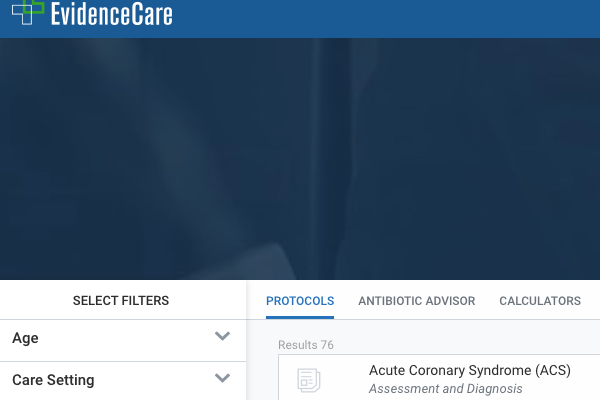 EvidenceCare
SELECT FILTERS
PROTOCOLS ANTIBIOTIC ADVISOR CALCULATORS
Age
Results 76
Care Setting
Acute Coronary Syndrome (ACS)
Assessment and Diagnosis